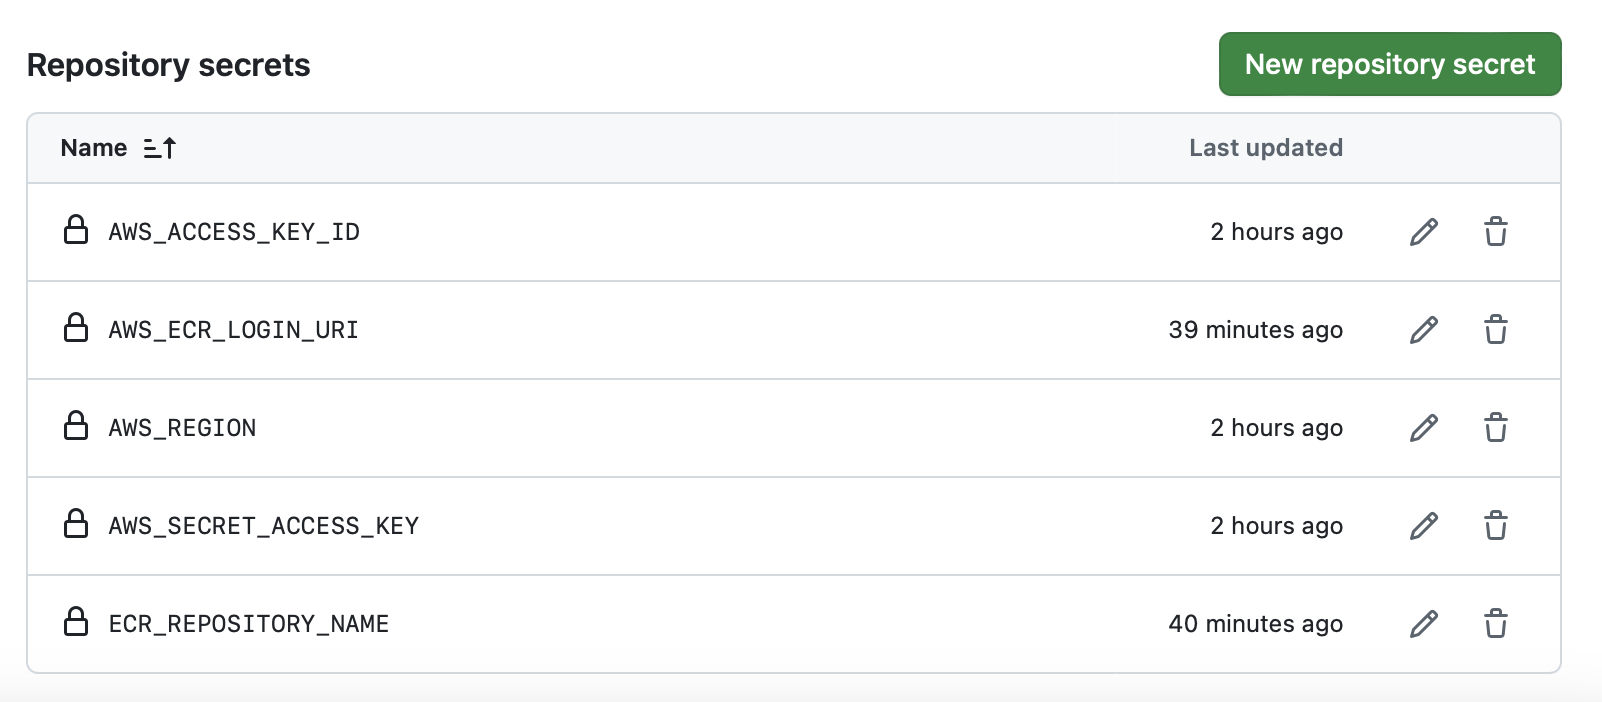 Repository secrets
New repository secret
Name
Last updated
AWS_ACCESS_KEY_ID
2 hours ago
AWS_ECR_LOGIN_URI
39 minutes ago
AWS_REGION
2 hours ago
AWS_SECRET_ACCESS_KEY
2 hours ago
ECR_REPOSITORY_NAME
40 minutes ago